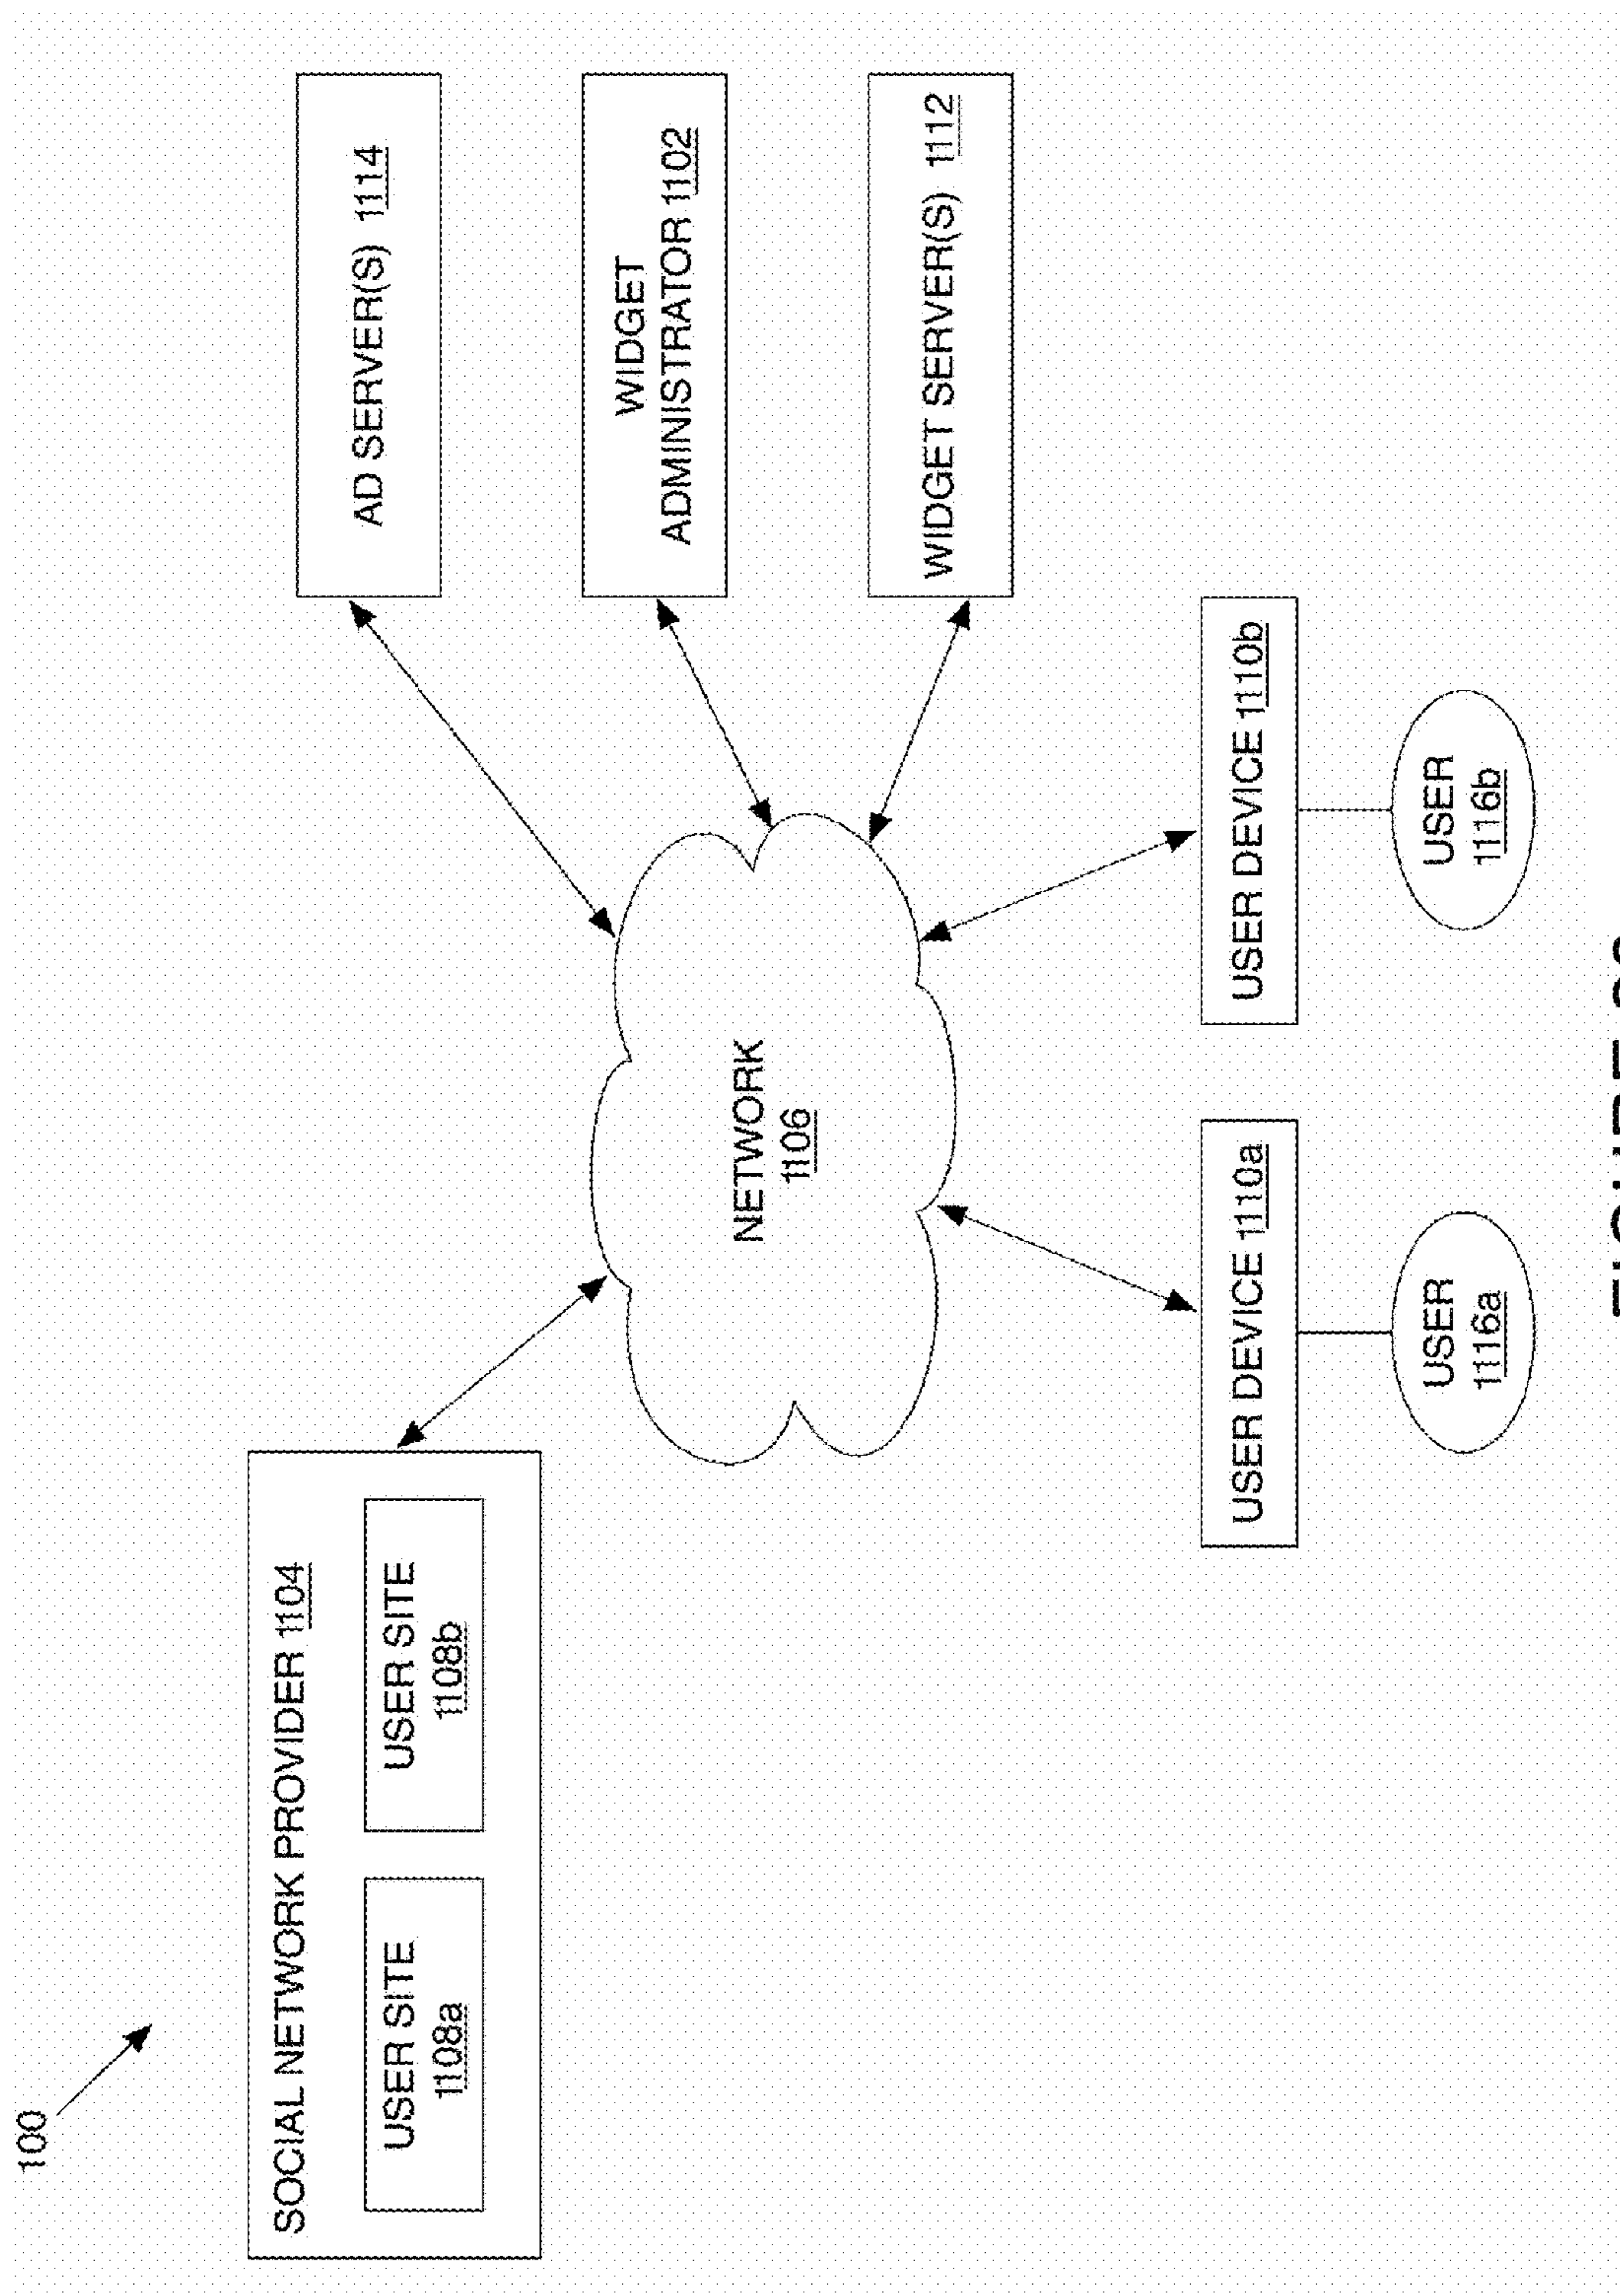 100
SOCIAL NETWORK PROVIDER 1104
USER SITE
1108a
USER SITE
1108b
AD SERVER(S) 1114
WIDGET
ADMINISTRATOR 1102
WIDGET SERVER(S) 1112
NETWORK
1106
USER DEVICE 1110a
USER DEVICE 1110b
USER
1116a
USER
1116b